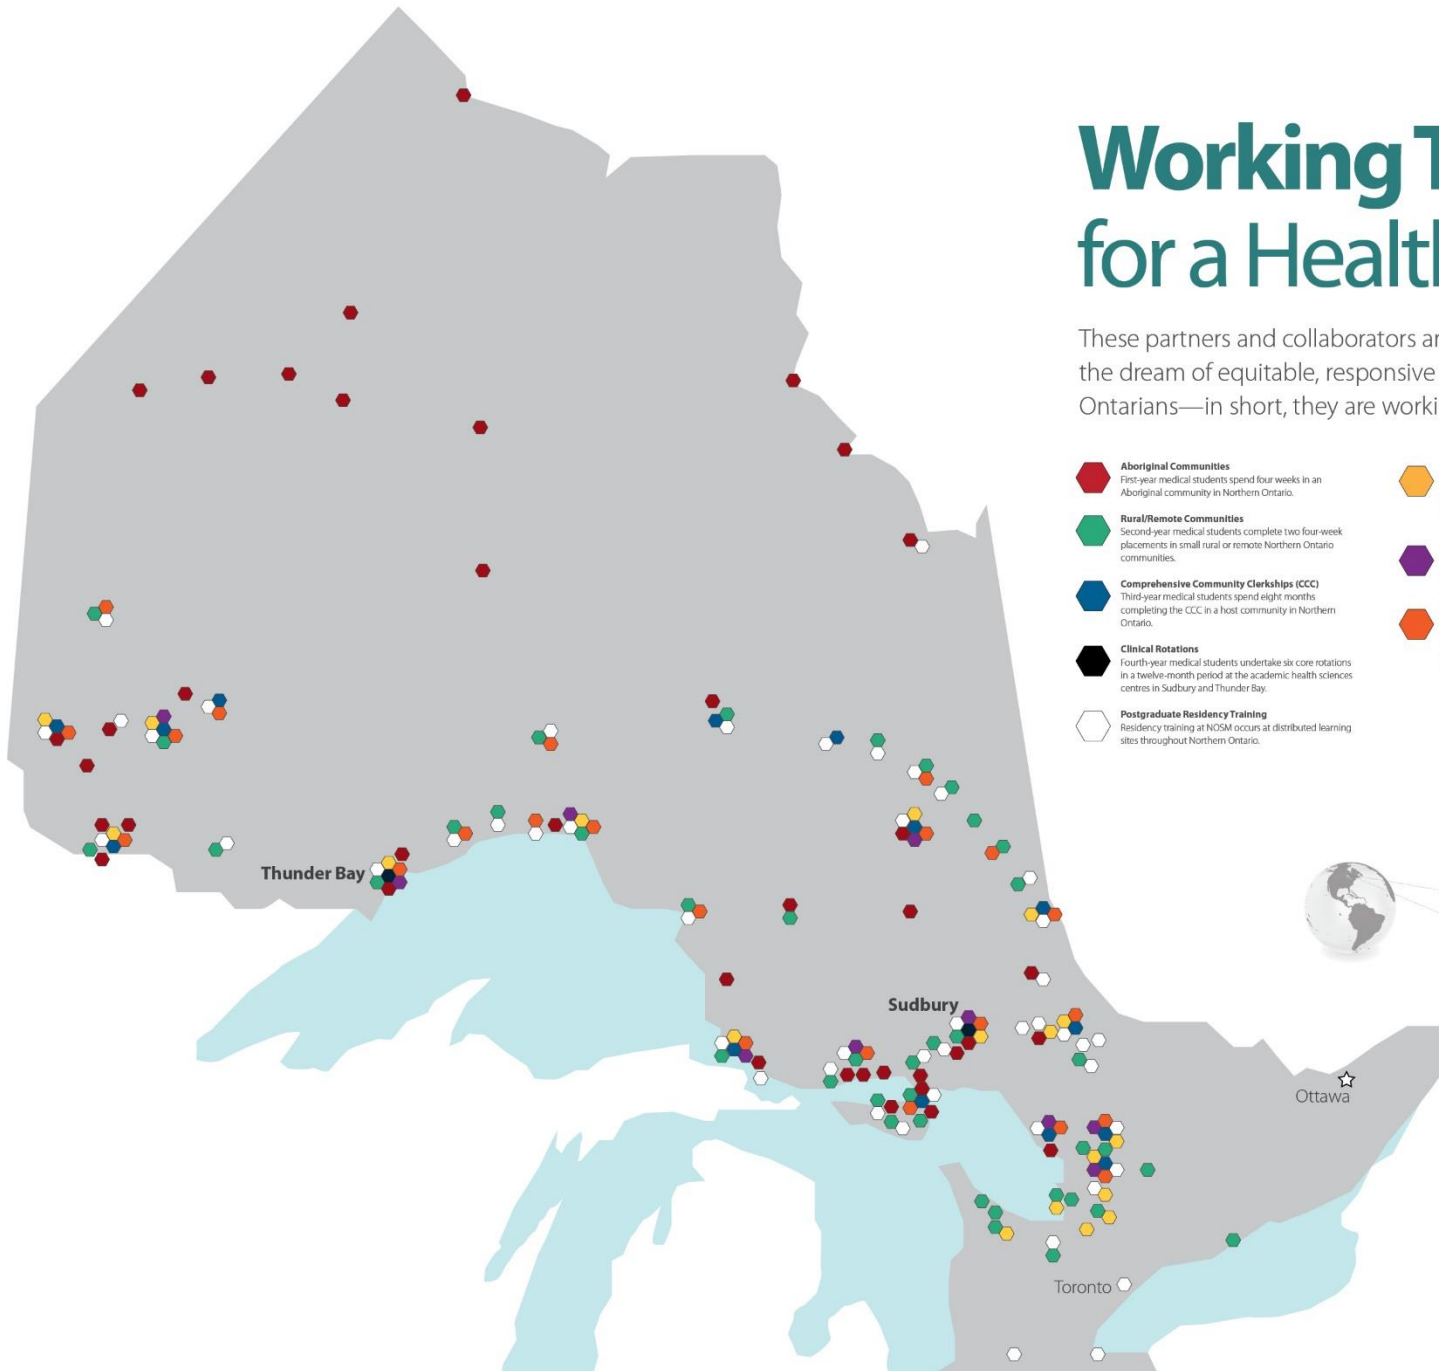 Working T
for a Healt
These partners and collaborators ar
the dream of equitable, responsive
Ontarians—in short, they are worki
Aboriginal Communities
First-year medical students spend four weeks in an
Aboriginal community in Northern Ontario.
Rural/Remote Communities
Second-year medical students complete two four-week
placements in small rural or remote Northern Ontario
communities.
Comprehensive Community Clerkships (CCC)
Third-year medical students spend eight months
completing the CCC in a host community in Northern
Ontario.
Clinical Rotations
Fourth-year medical students undertake six core rotations
in a twelve-month period at the academic health sciences
centres in Sudbury and Thunder Bay.
Postgraduate Residency Training
Residency training at NOSM occurs at distributed learning
sites throughout Northern Ontario.
Thunder Bay
Sudbury
Ottawa
Toronto